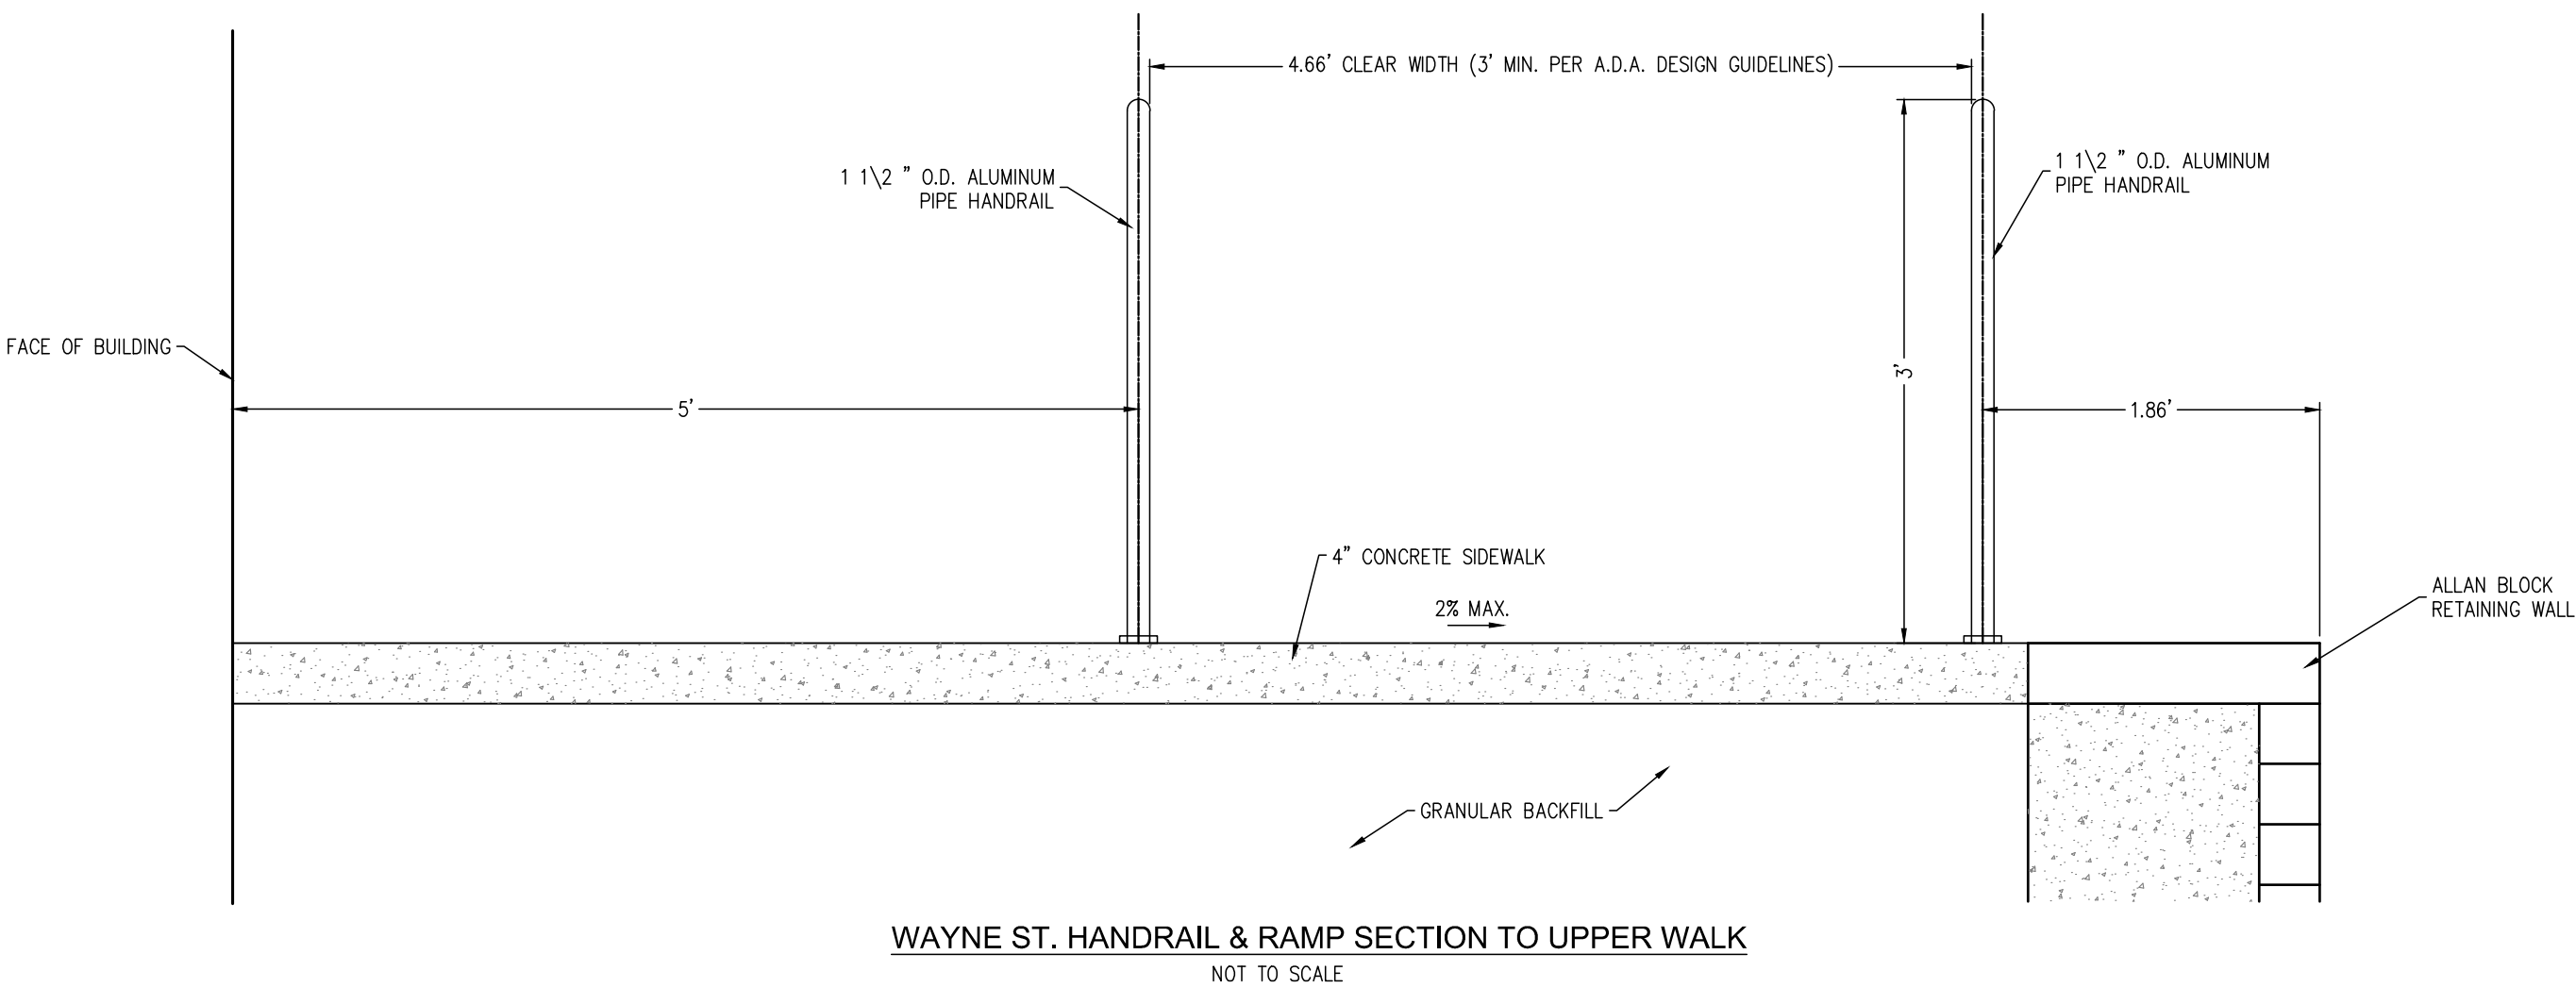 4.66' CLEAR WIDTH (3' MIN. PER A.D.A. DESIGN GUIDELINES)
1 1\2 " O.D. ALUMINUM
PIPE HANDRAIL
1 1\2 " O.D. ALUMINUM
PIPE HANDRAIL
FACE OF BUILDING
3'
5'
1.86'
4" CONCRETE SIDEWALK
2% MAX.
ALLAN BLOCK
RETAINING WALL
GRANULAR BACKFILL
WAYNE ST. HANDRAIL & RAMP SECTION TO UPPER WALK
NOT TO SCALE